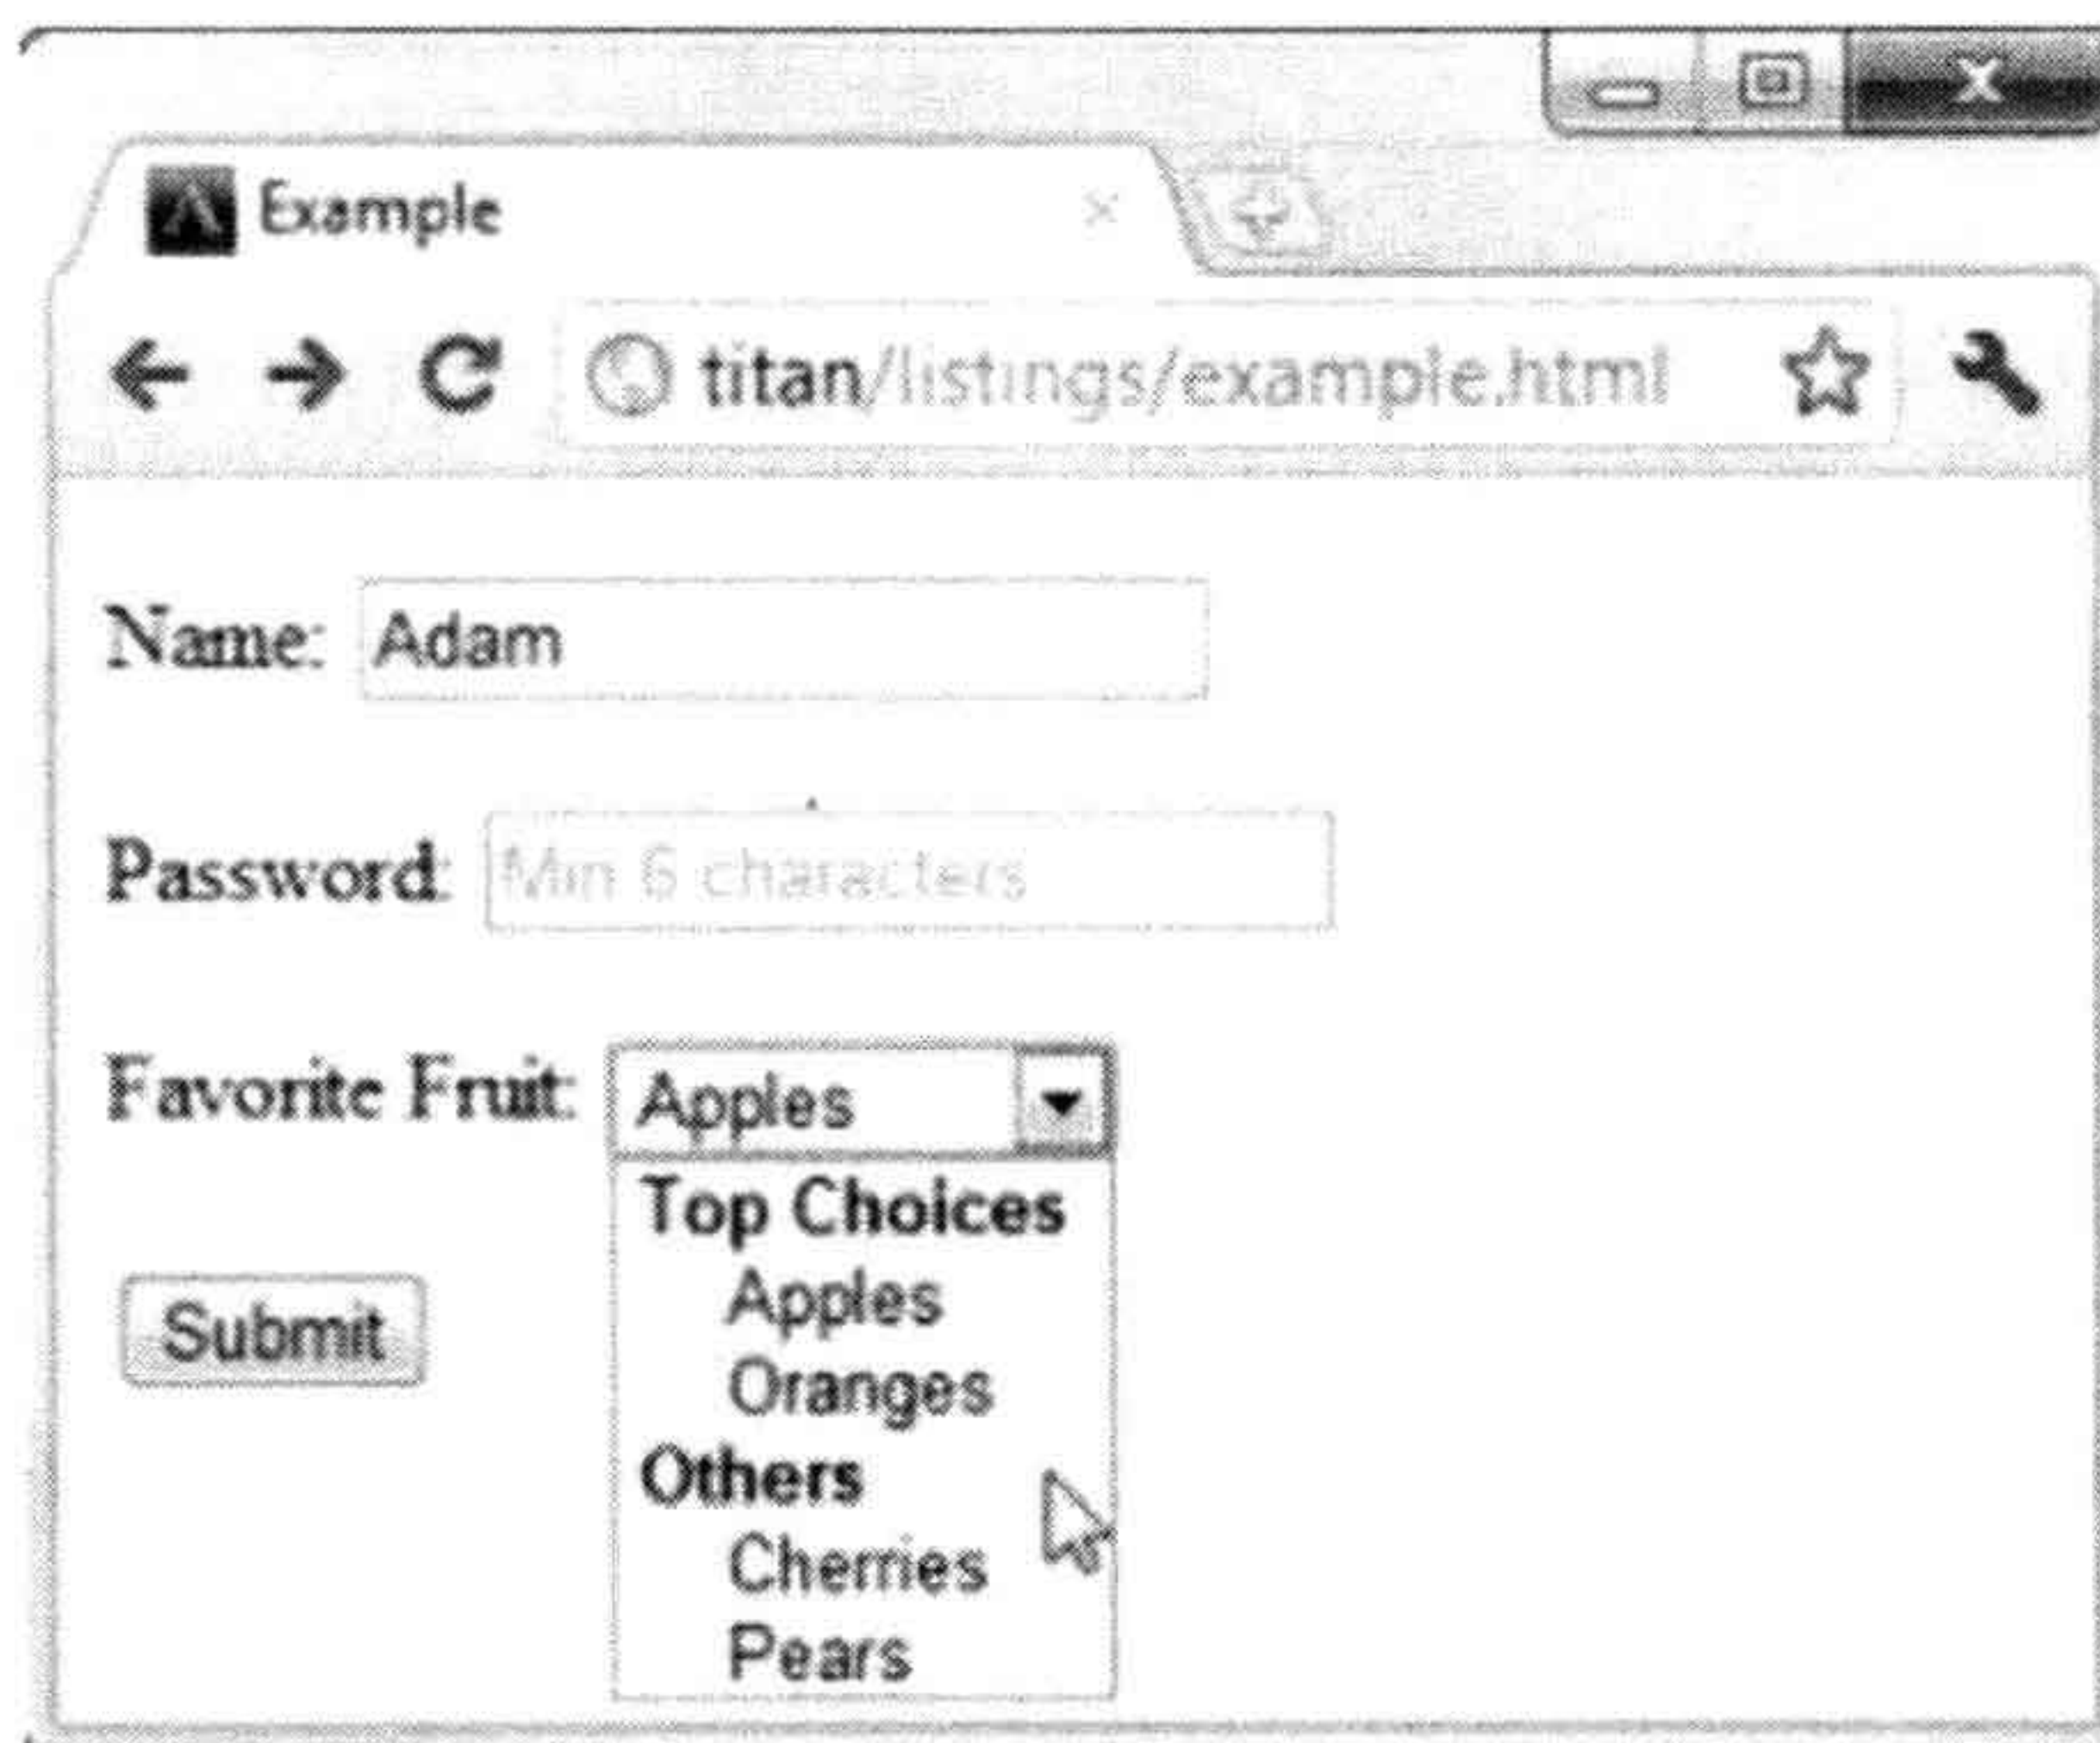 Example
titan/listings/example.html
Name: Adam
Password: Min 6 characters
Favorite Fruit: Apples
Top Choices
Apples
Oranges
Submit
Others
Cherries
Pears